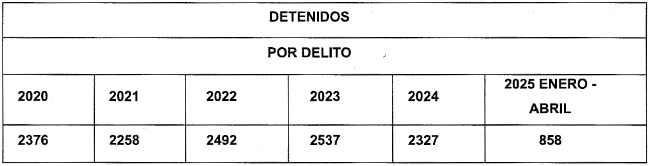 DETENIDOS
POR DELITO
2020 2021 2022 2023 2024 2025 ENERO -
ABRIL
2376 2258 2492 2537 2327 858